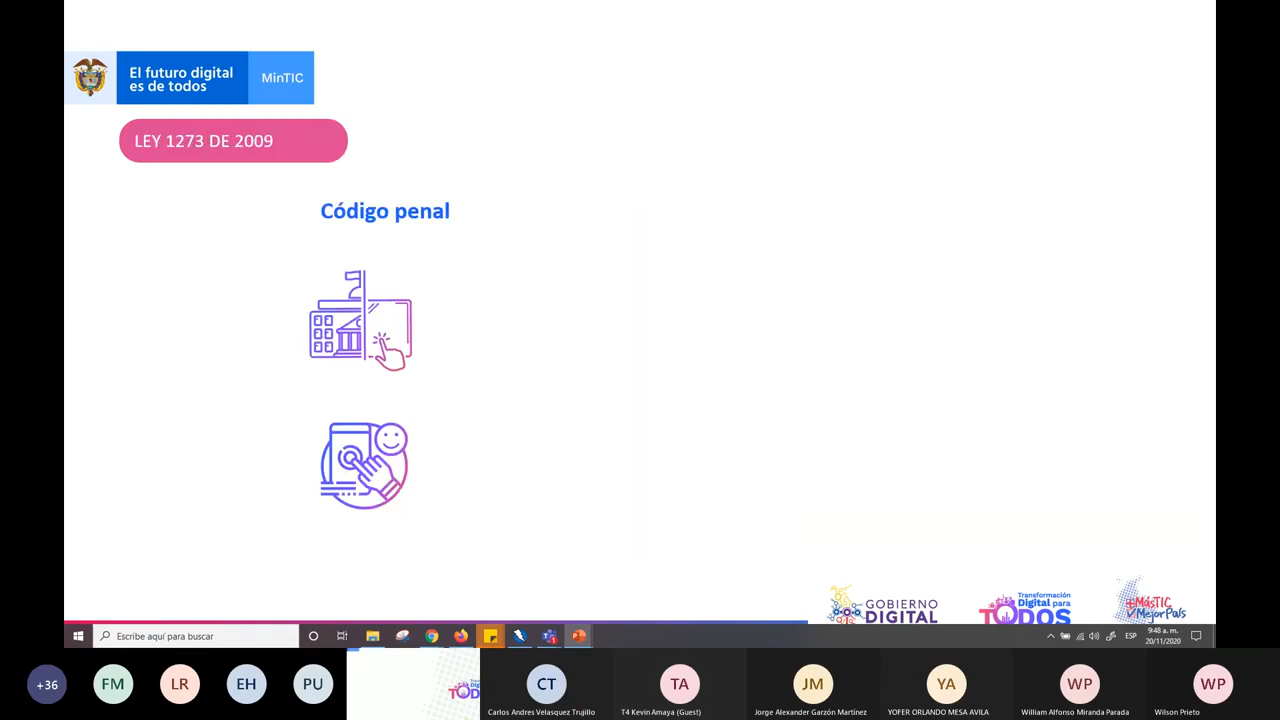 El futuro digital
es de todos
MinTIC
LEY 1273 DE 2009
Código penal
GOBIERNO
DIGITAL
Transformación
Digital para
TODOS
+MásTIC
MejorPaís
Escribe aquí para buscar
ESP
9:48 a. m.
20/11/2020
+36
FM
LR
EH
PU
CT
TA
JM
YA
WP
WP
Carlos Andres Velasquez Trujillo
T4 Kevin Amaya (Guest)
Jorge Alexander Garzón Martínez
YOFER ORLANDO MESA AVILA
William Alfonso Miranda Parada
Wilson Prieto